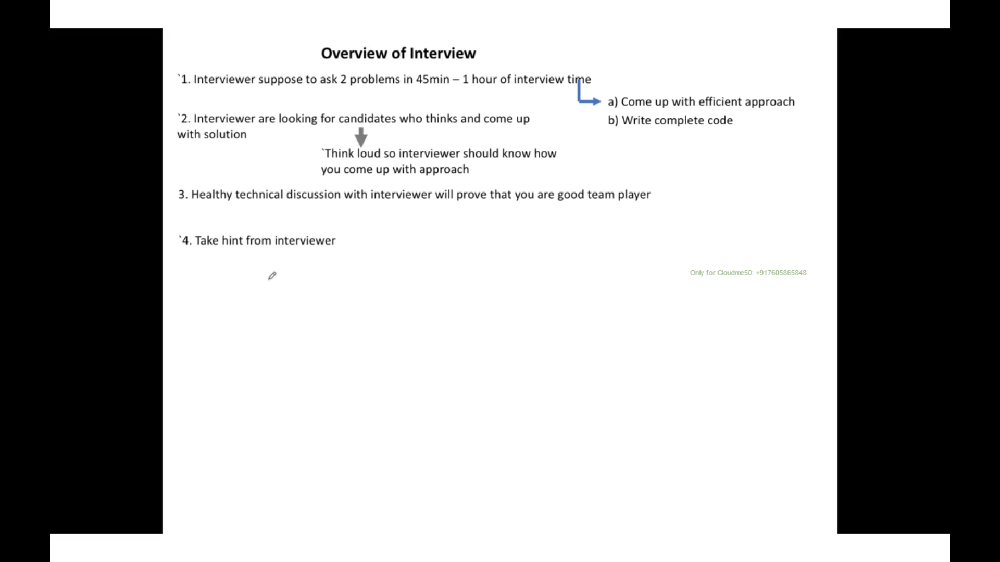 Overview of Interview
`1. Interviewer suppose to ask 2 problems in 45min – 1 hour of interview time
a) Come up with efficient approach
b) Write complete code
`2. Interviewer are looking for candidates who thinks and come up
with solution
`Think loud so interviewer should know how
you come up with approach
3. Healthy technical discussion with interviewer will prove that you are good team player
`4. Take hint from interviewer
Only for Cloudme50: +917605865848